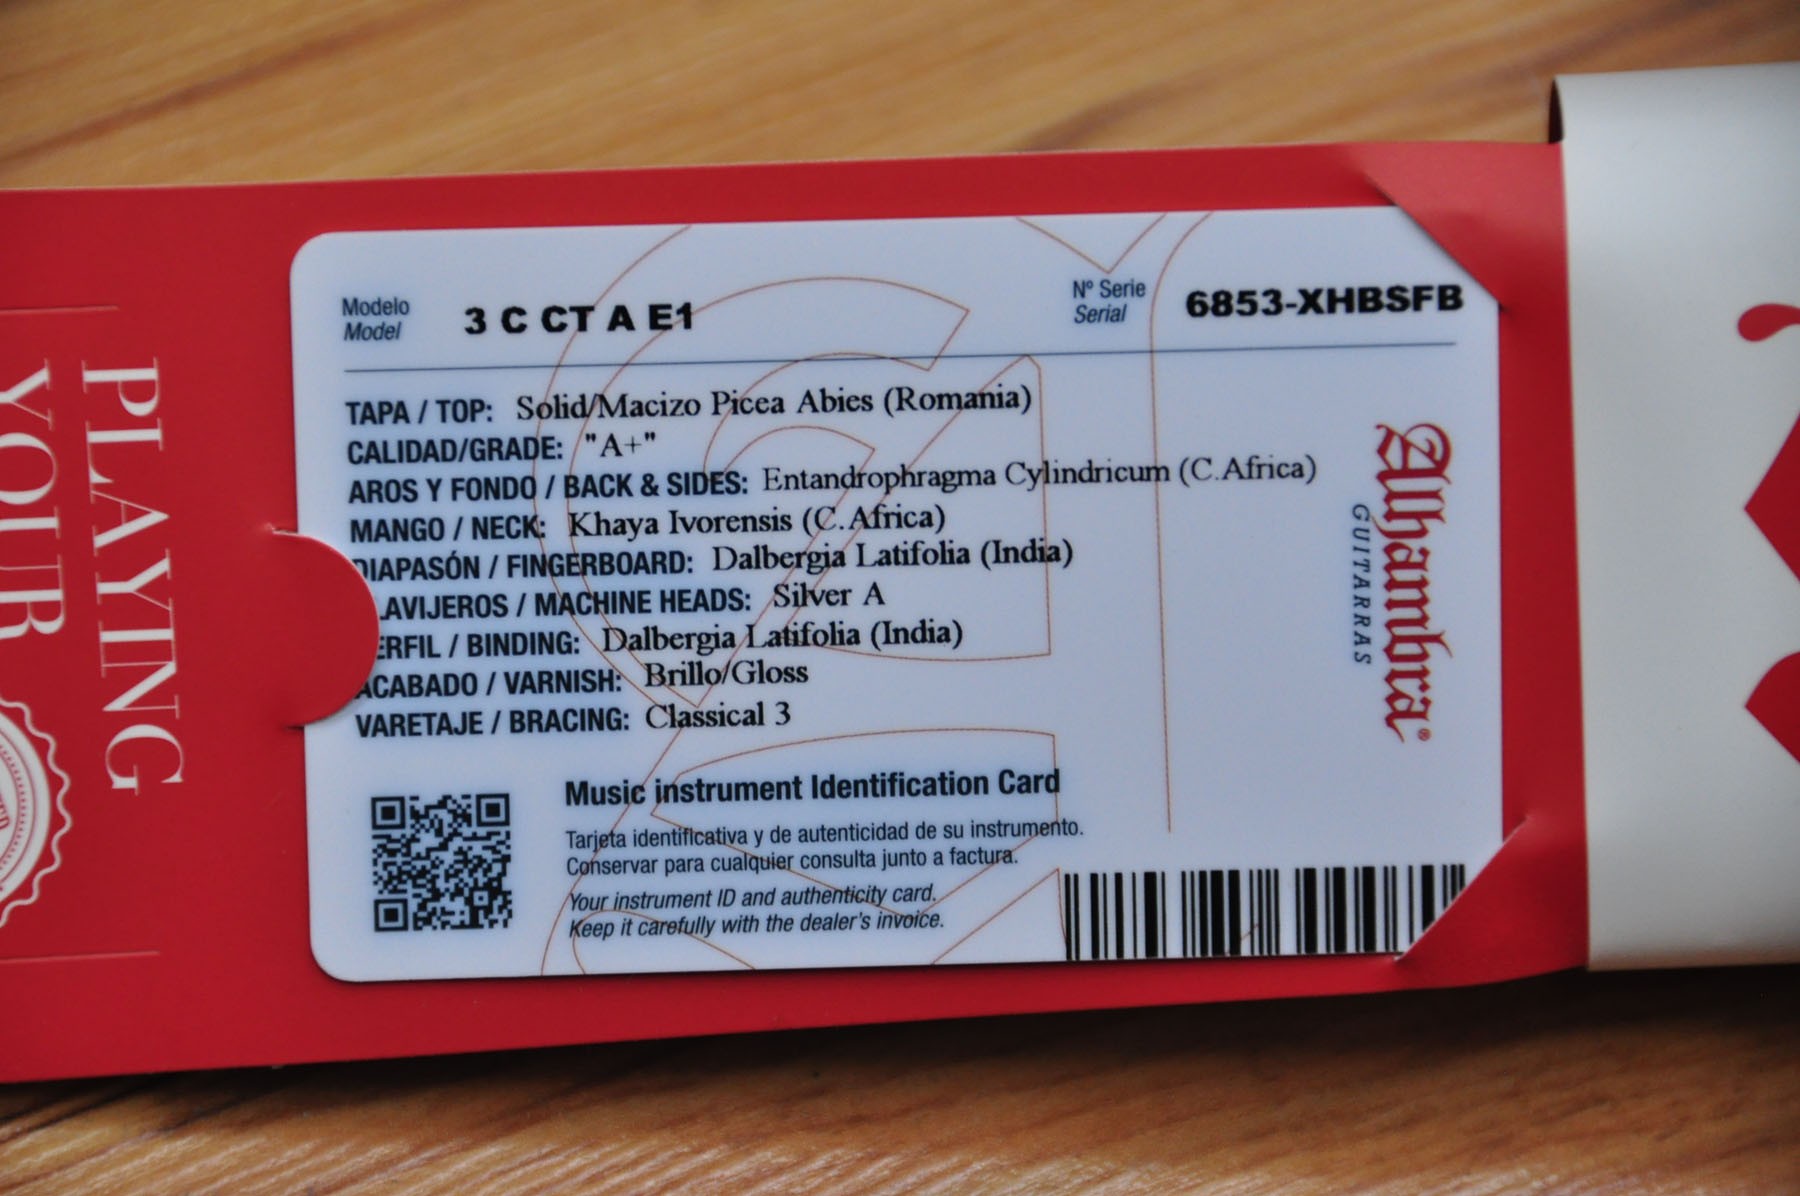 PLAYING
YOUR
Modelo
Model
3 C CT A E1
Nº Serie
Serial
6853-XHBSFB
TAPA / TOP: Solid/Macizo Picea Abies (Romania)
CALIDAD/GRADE: "A+"
AROS Y FONDO / BACK & SIDES: Entandrophragma Cylindricum (C.Africa)
MANGO / NECK: Khaya Ivorensis (C.Africa)
DIAPASÓN / FINGERBOARD: Dalbergia Latifolia (India)
LAVIJEROS / MACHINE HEADS: Silver A
ERFIL / BINDING: Dalbergia Latifolia (India)
ACABADO / VARNISH: Brillo/Gloss
VARETAJE / BRACING: Classical 3
Alhambra®
GUITARRAS
Music instrument Identification Card
Tarjeta identificativa y de autenticidad de su instrumento.
Conservar para cualquier consulta junto a factura.
Your instrument ID and authenticity card.
Keep it carefully with the dealer's invoice.